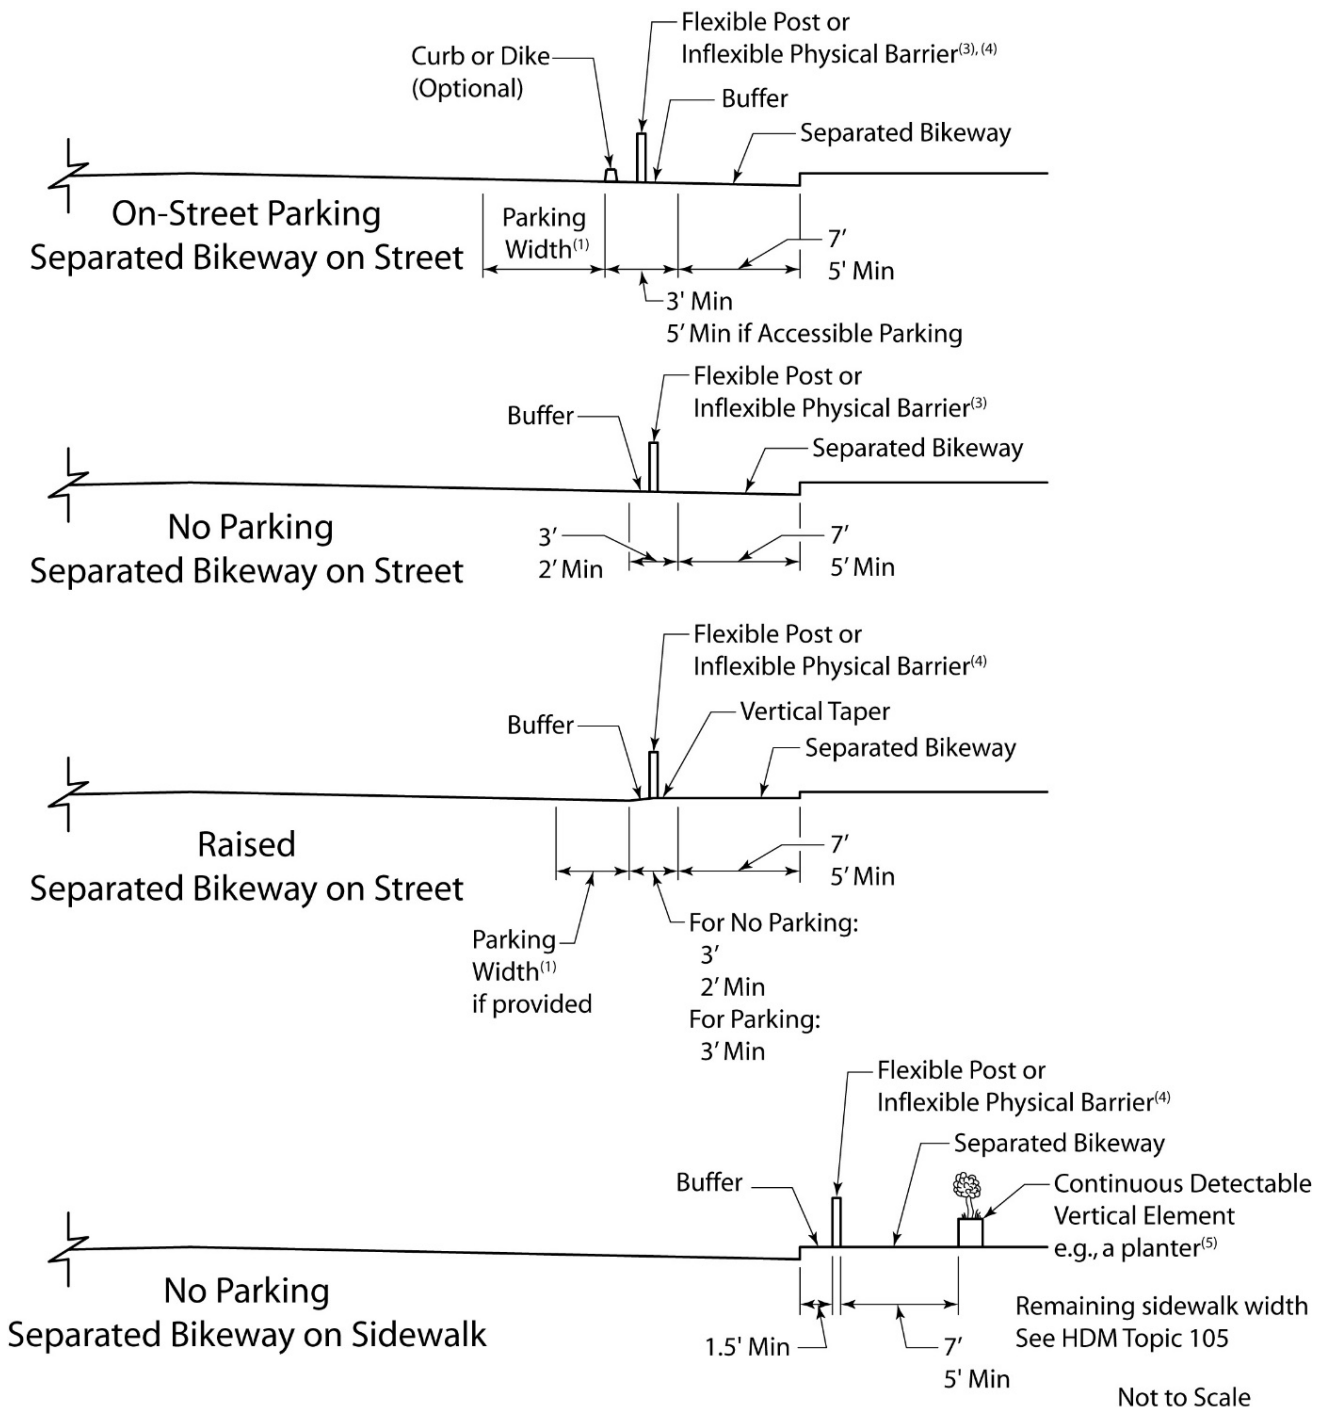 Flexible Post or
Inflexible Physical Barrier(3), (4)
Curb or Dike
(Optional)
Buffer
Separated Bikeway
On-Street Parking
Separated Bikeway on Street
Parking
Width(1)
7′
5' Min
3' Min
5′ Min if Accessible Parking
Flexible Post or
Inflexible Physical Barrier(3)
Buffer
Separated Bikeway
No Parking
Separated Bikeway on Street
3′
2′ Min
7′
5′ Min
Flexible Post or
Inflexible Physical Barrier(4)
Buffer
Vertical Taper
Separated Bikeway
Raised
Separated Bikeway on Street
7′
5′ Min
Parking
Width(1)
if provided
For No Parking:
3′
2′ Min
For Parking:
3′ Min
Flexible Post or
Inflexible Physical Barrier(4)
Separated Bikeway
Buffer
Continuous Detectable
Vertical Element
e.g., a planter(5)
No Parking
Separated Bikeway on Sidewalk
1.5' Min
7′
5′ Min
Remaining sidewalk width
See HDM Topic 105
Not to Scale